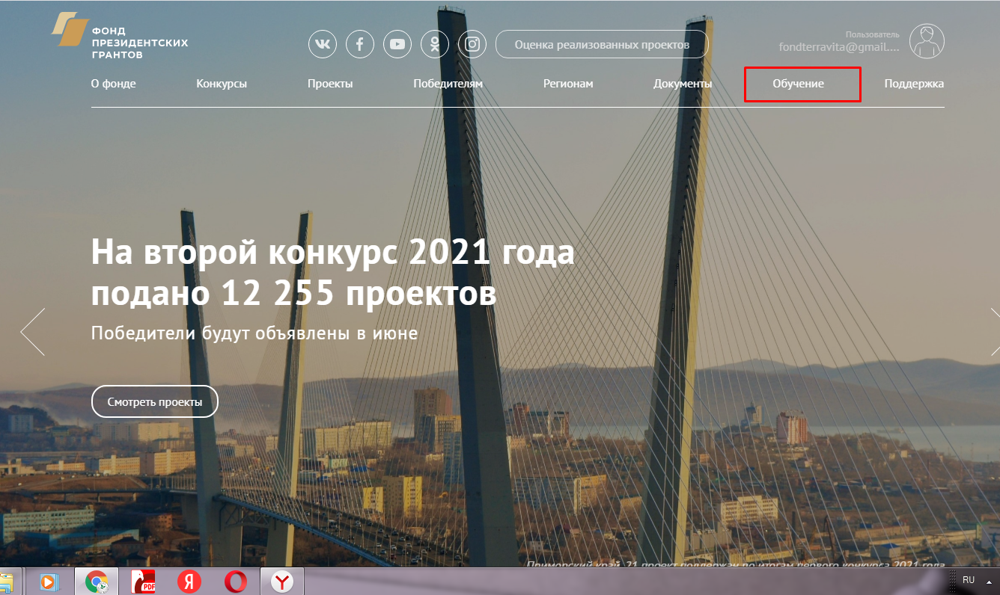 ФОНД
ПРЕЗИДЕНТСКИХ
ГРАНТОВ
Оценка реализованных проектов
Пользователь
fondterravita@gmail....
О фонде Конкурсы Проекты Победителям Регионам Документы Обучение Поддержка
На второй конкурс 2021 года
подано 12 255 проектов
Победители будут объявлены в июне
Смотреть проекты
Приморский край. 21 проект поддержан по итогам первого конкурса 2021 года
PDF
Я
RU